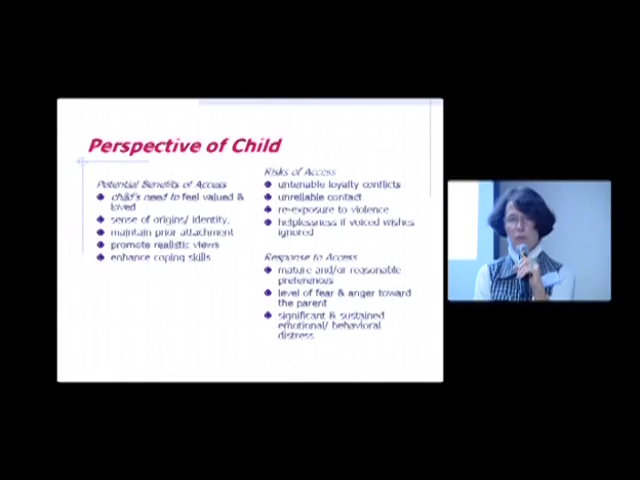 Perspective of Child
Potential Benefits of Access
child's need to feel valued &
loved
sense of origins/ identity,
maintain prior attachment
promote realistic views
enhance coping skills
Risks of Access
untenable loyalty conflicts
unreliable contact
re-exposure to violence
helplessness if voiced wishes
ignored
Response to Access
mature and/or reasonable
preferences
level of fear & anger toward
the parent
significant & sustained
emotional/ behavioral
distress